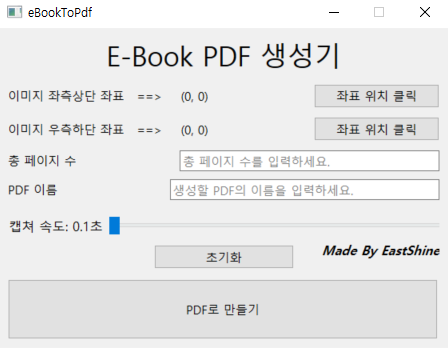 eBookToPdf
E-Book PDF 생성기
이미지 좌측상단 좌표 ==> (0, 0) 좌표 위치 클릭
이미지 우측하단 좌표 ==> (0, 0) 좌표 위치 클릭
총 페이지 수 총 페이지 수를 입력하세요.
PDF 이름 생성할 PDF의 이름을 입력하세요.
캡쳐 속도: 0.1초
초기화 Made By EastShine
PDF로 만들기